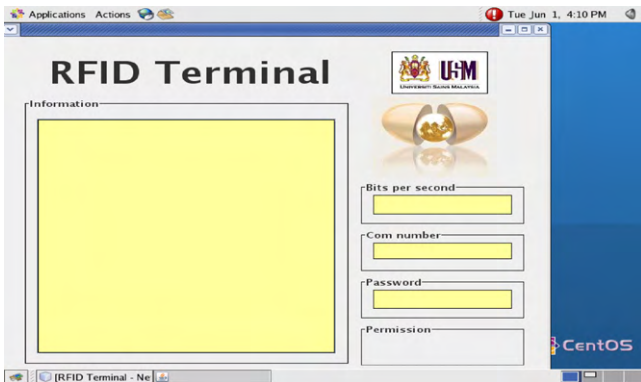 Applications Actions
Tue Jun 1, 4:10 PM
RFID Terminal
USM
UNIVERSITI SAINS MALAYSIA
Information
Bits per second
Com number
Password
Permission
CentOS
[RFID Terminal - Ne